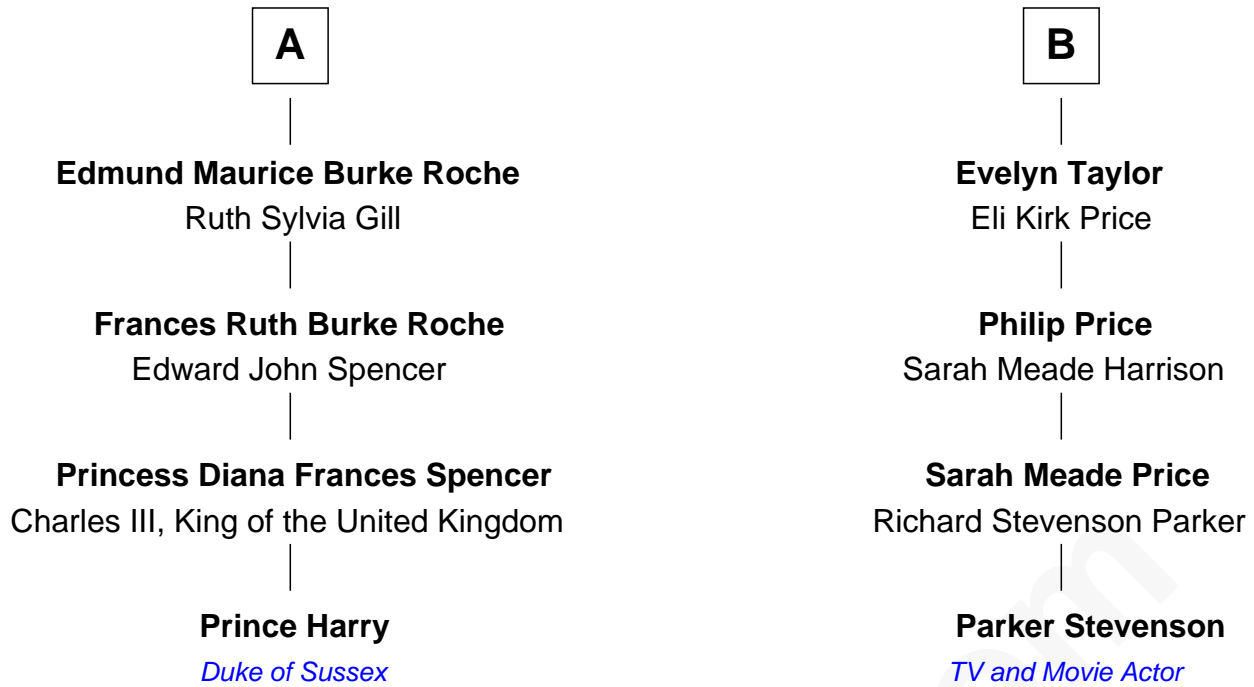 A
Edmund Maurice Burke Roche
Ruth Sylvia Gill
Frances Ruth Burke Roche
Edward John Spencer
Princess Diana Frances Spencer
Charles III, King of the United Kingdom
Prince Harry
Duke of Sussex
B
Evelyn Taylor
Eli Kirk Price
Philip Price
Sarah Meade Harrison
Sarah Meade Price
Richard Stevenson Parker
Parker Stevenson
TV and Movie Actor